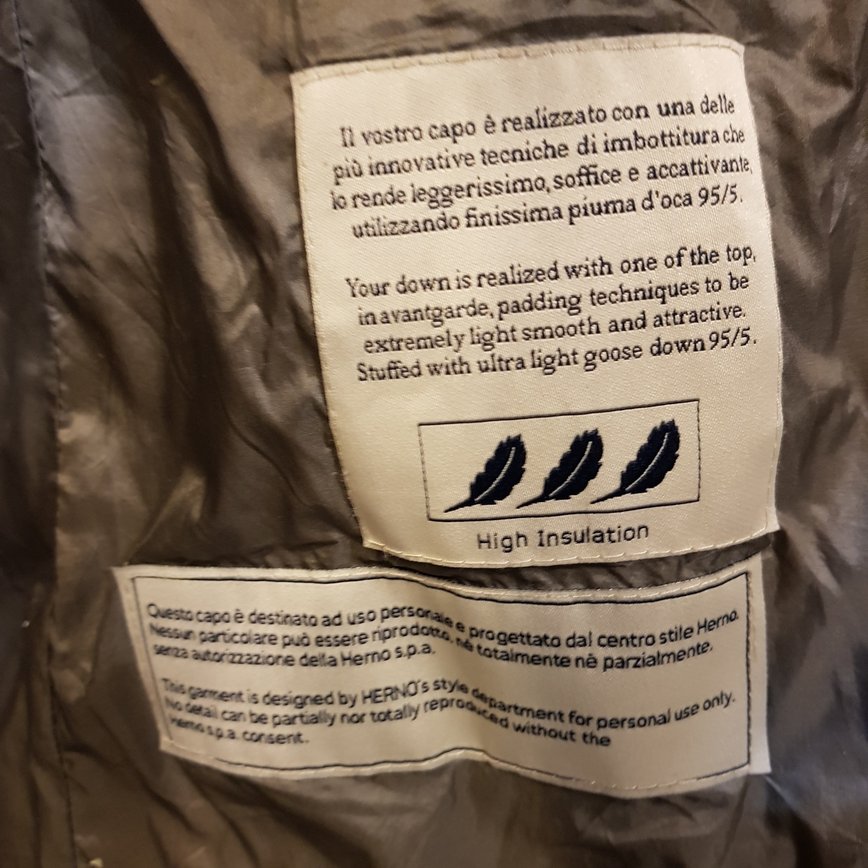 Il vostro capo è realizzato con una delle
più innovative tecniche di imbottitura che
lo rende leggerissimo, soffice e accattivante,
utilizzando finissima piuma d'oca 95/5.
Your down is realized with one of the top,
in avantgarde, padding techniques to be
extremely light smooth and attractive.
Stuffed with ultra light goose down 95/5.
High Insulation
Questo capo è destinato ad uso personale e progettato dal centro stile Herno.
Nessun particolare può essere riprodotto, nè totalmente nè parzialmente,
senza autorizzazione della Herno s.p.a.
This garment is designed by HERNO's style department for personal use only.
No detail can be partially nor totally reproduced without the
Herno s.p.a. consent.